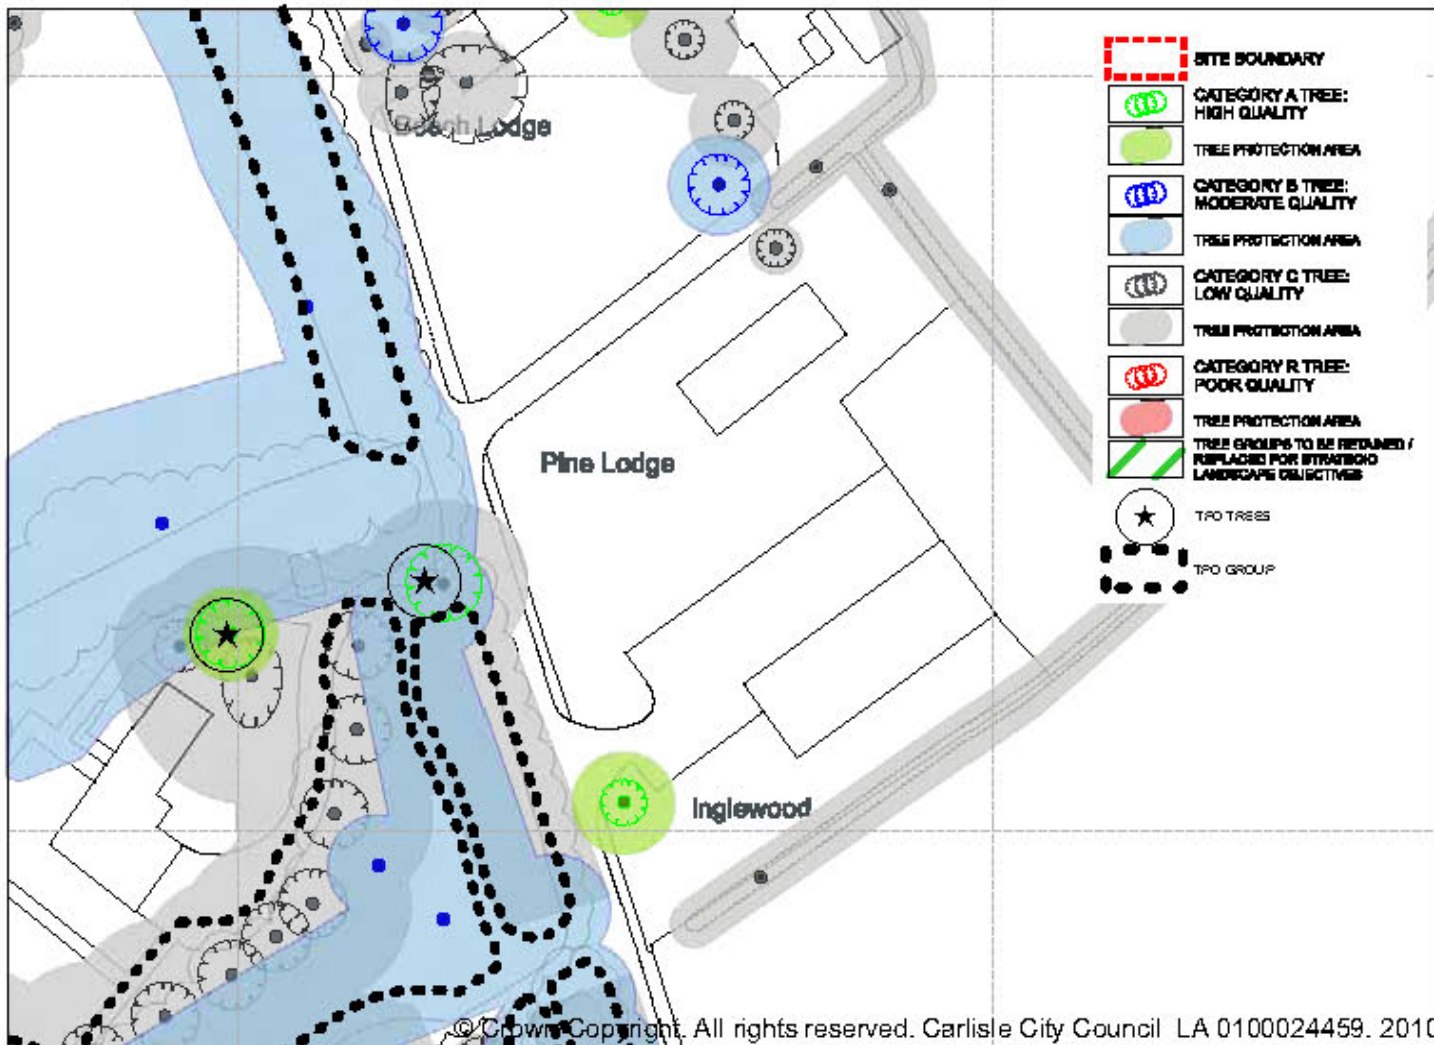 SITE BOUNDARY
CATEGORY A TREE:
HIGH QUALITY
TREE PROTECTION AREA
CATEGORY B TREE:
MODERATE QUALITY
TREE PROTECTION AREA
CATEGORY C TREE:
LOW QUALITY
TREE PROTECTION AREA
CATEGORY R TREE:
POOR QUALITY
TREE PROTECTION AREA
TREE GROUPS TO BE RETAINED /
REPLACED FOR STRATEGIC
LANDSCAPE OBJECTIVES
TPO TREES
TPO GROUP
Beech Lodge
Pine Lodge
Inglewood
© Crown Copyright. All rights reserved. Carlisle City Council LA 0100024459. 2010